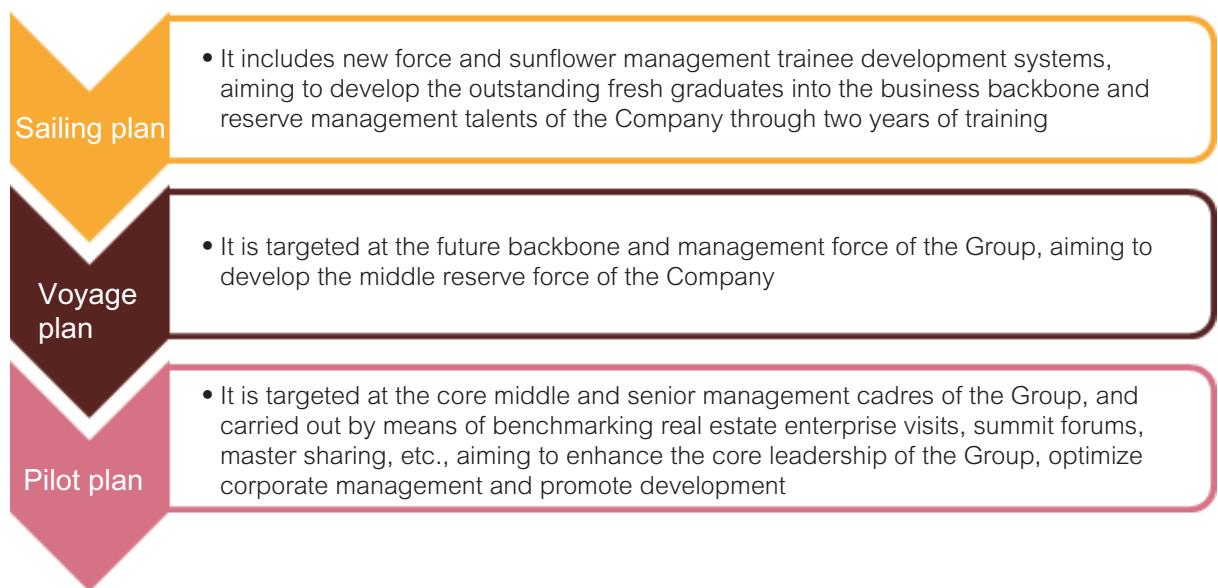 Sailing plan
• It includes new force and sunflower management trainee development systems,
aiming to develop the outstanding fresh graduates into the business backbone and
reserve management talents of the Company through two years of training
Voyage
plan
• It is targeted at the future backbone and management force of the Group, aiming to
develop the middle reserve force of the Company
Pilot plan
• It is targeted at the core middle and senior management cadres of the Group, and
carried out by means of benchmarking real estate enterprise visits, summit forums,
master sharing, etc., aiming to enhance the core leadership of the Group, optimize
corporate management and promote development